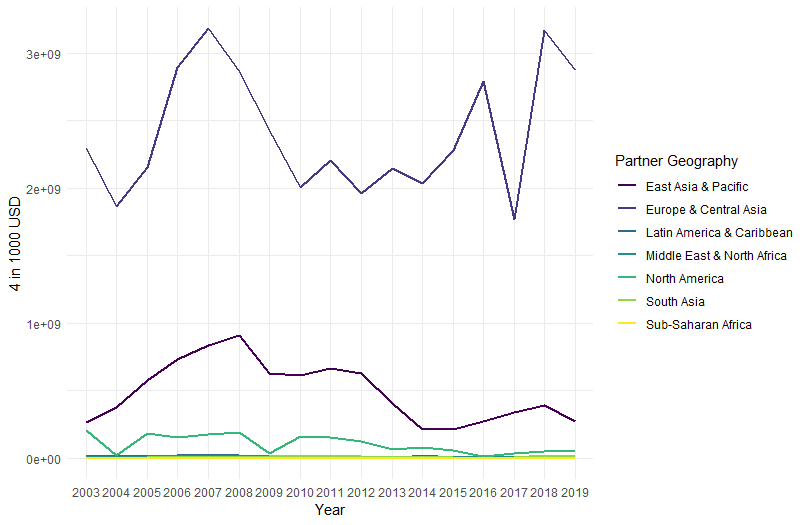 3e+09
2e+09
1e+09
0e+00
4 in 1000 USD
2003 2004 2005 2006 2007 2008 2009 2010 2011 2012 2013 2014 2015 2016 2017 2018 2019
Year
Partner Geography
East Asia & Pacific
Europe & Central Asia
Latin America & Caribbean
Middle East & North Africa
North America
South Asia
Sub-Saharan Africa